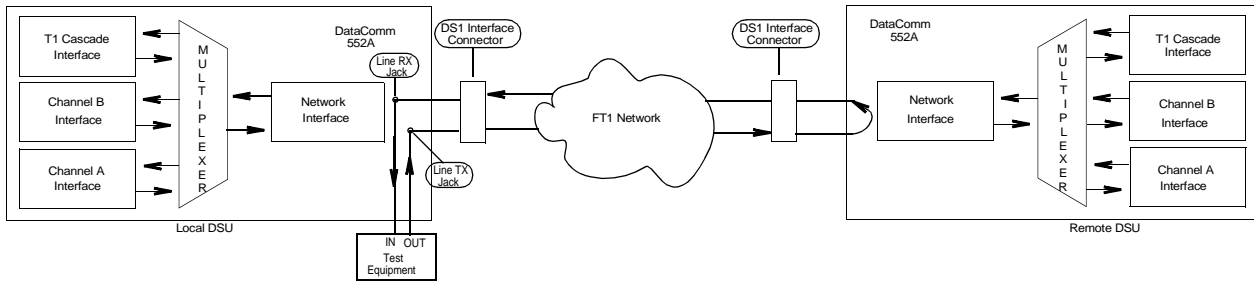 T1 Cascade
Interface
Channel B
Interface
Channel A
Interface
MULTIPLEXER
Network
Interface
DataComm
552A
Line RX
Jack
DS1 Interface
Connector
Line TX
Jack
Local DSU
IN OUT
Test
Equipment
FT1 Network
DS1 Interface
Connector
DataComm
552A
Network
Interface
MULTIPLEXER
T1 Cascade
Interface
Channel B
Interface
Channel A
Interface
Remote DSU